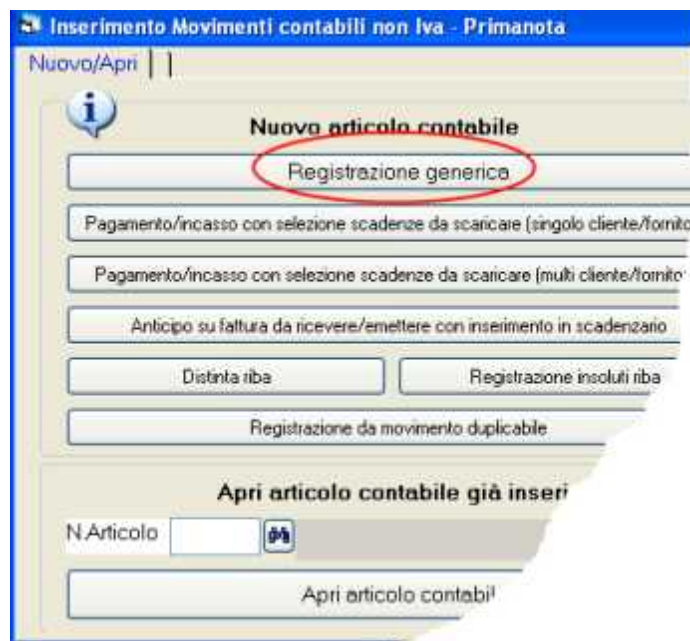 Inserimento Movimenti contabili non Iva - Primanota
Nuovo/Apri
Nuovo articolo contabile
Registrazione generica
Pagamento/incasso con selezione scadenze da scaricare (singolo cliente/fornito
Pagamento/incasso con selezione scadenze da scaricare (multi cliente/fornito
Anticipo su fattura da ricevere/emettere con inserimento in scadenzario
Distinta riba
Registrazione insoluti riba
Registrazione da movimento duplicabile
Apri articolo contabile già inseri
N.Articolo
Apri articolo contabil